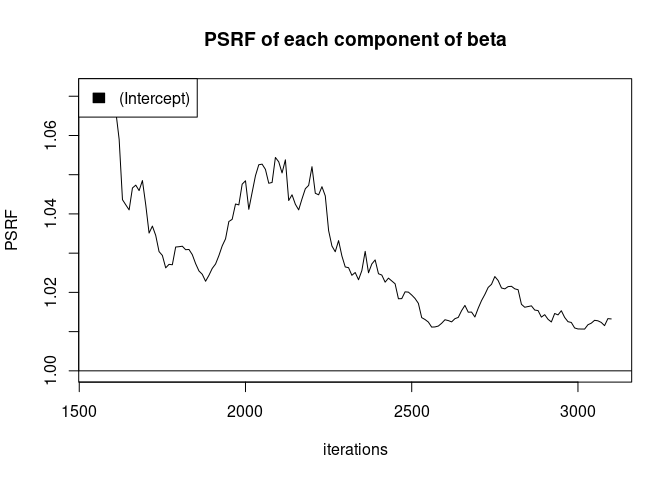 PSRF of each component of beta
(Intercept)
PSRF
1.00
1.02
1.04
1.06
1500 2000 2500 3000
iterations